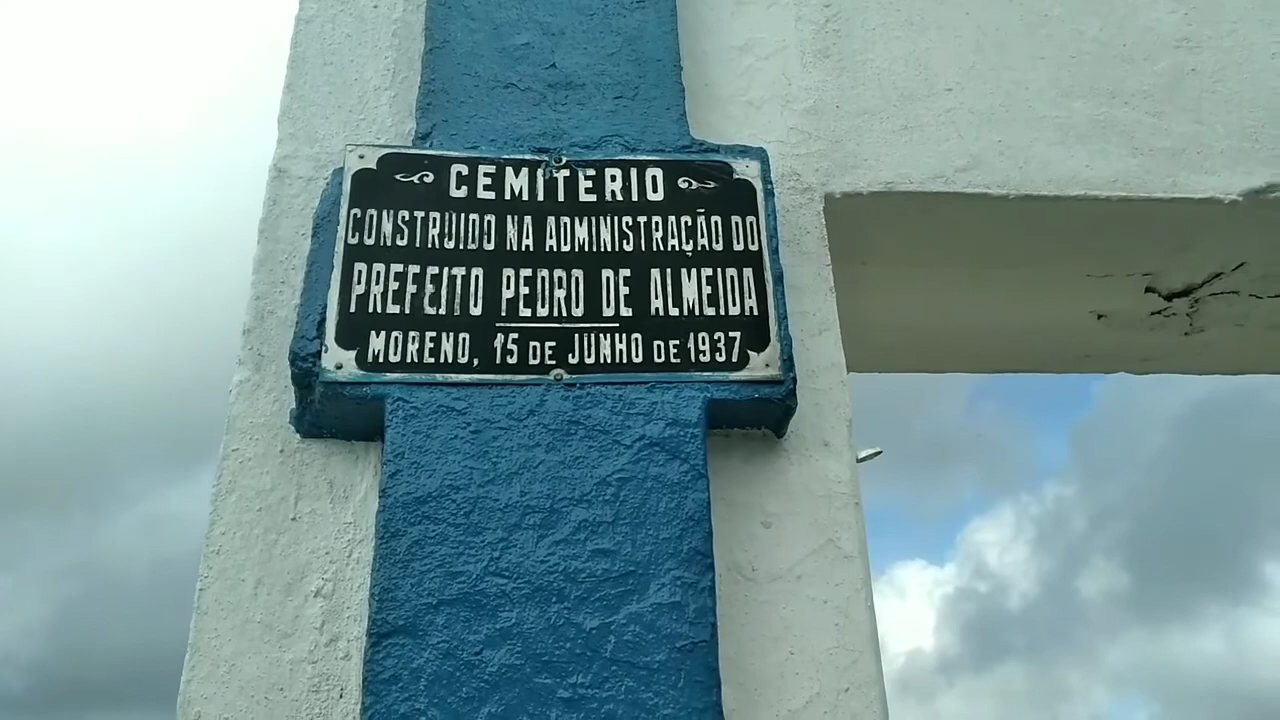 CEMITERIO
CONSTRUIDO NA ADMINISTRAÇÃO DO
PREFEITO PEDRO DE ALMEIDA
MORENO, 15 DE JUNHO DE 1937